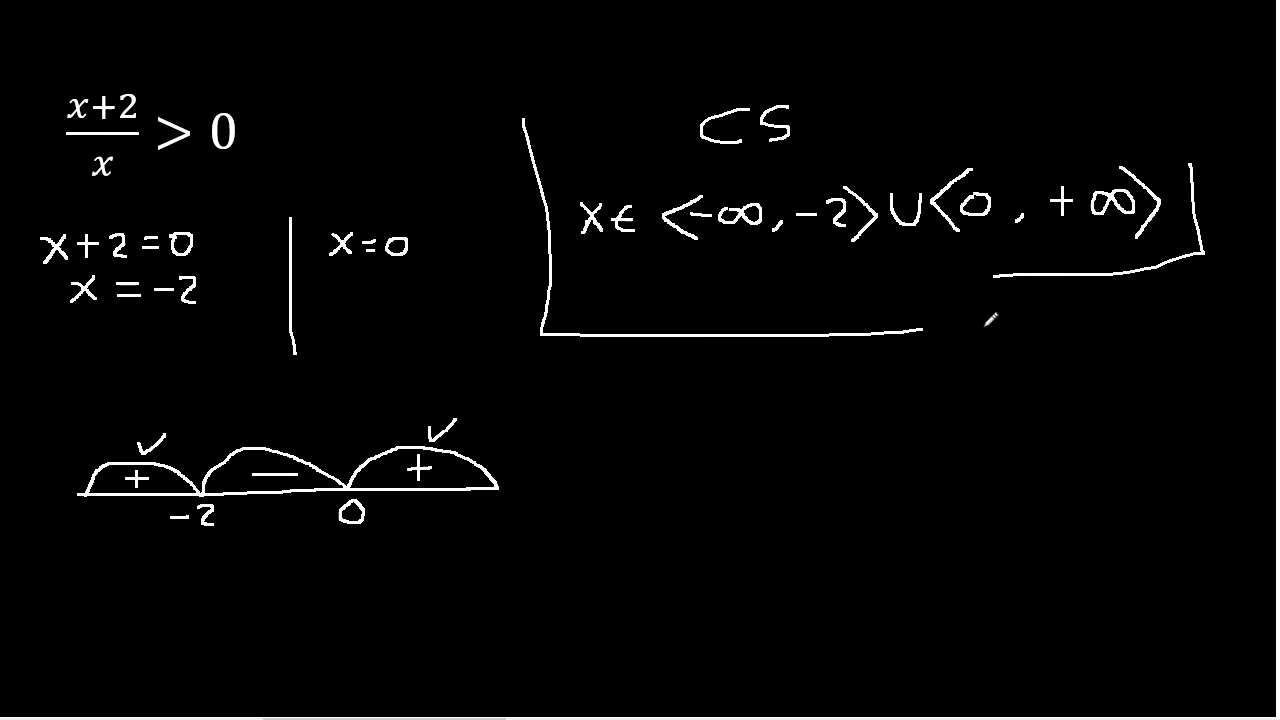 x+2
x
> 0
x+2=0
x = -2
x=0
+ - +
-2 0
CS
x∈ <-∞,-2> ∪ <0, +∞>